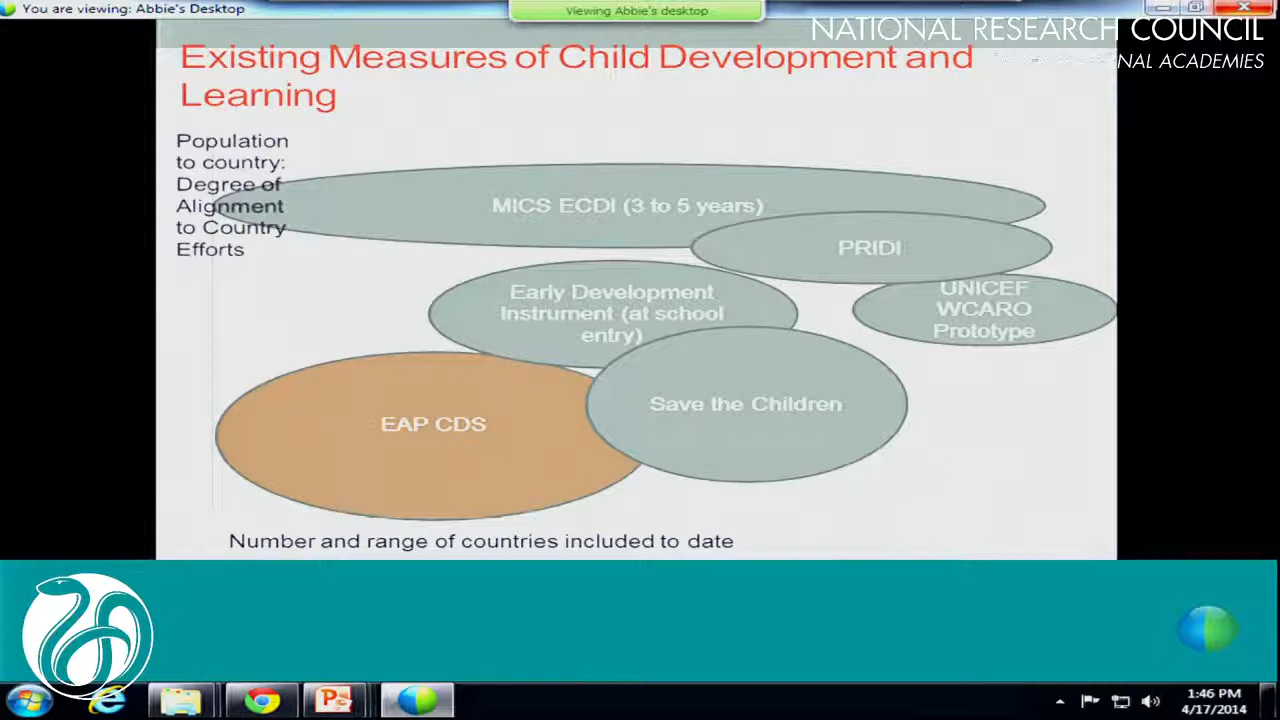 You are viewing: Abbie's Desktop
Viewing Abbie's desktop
NATIONAL RESEARCH COUNCIL
NAL ACADEMIES
Existing Measures of Child Development and
Learning
Population
to country:
Degree of
Alignment
to Country
Efforts
MICS ECDI (3 to 5 years)
PRIDI
Early Development
Instrument (at school
entry)
UNICEF
WCARO
Prototype
Save the Children
EAP CDS
Number and range of countries included to date
1:46 PM
4/17/2014